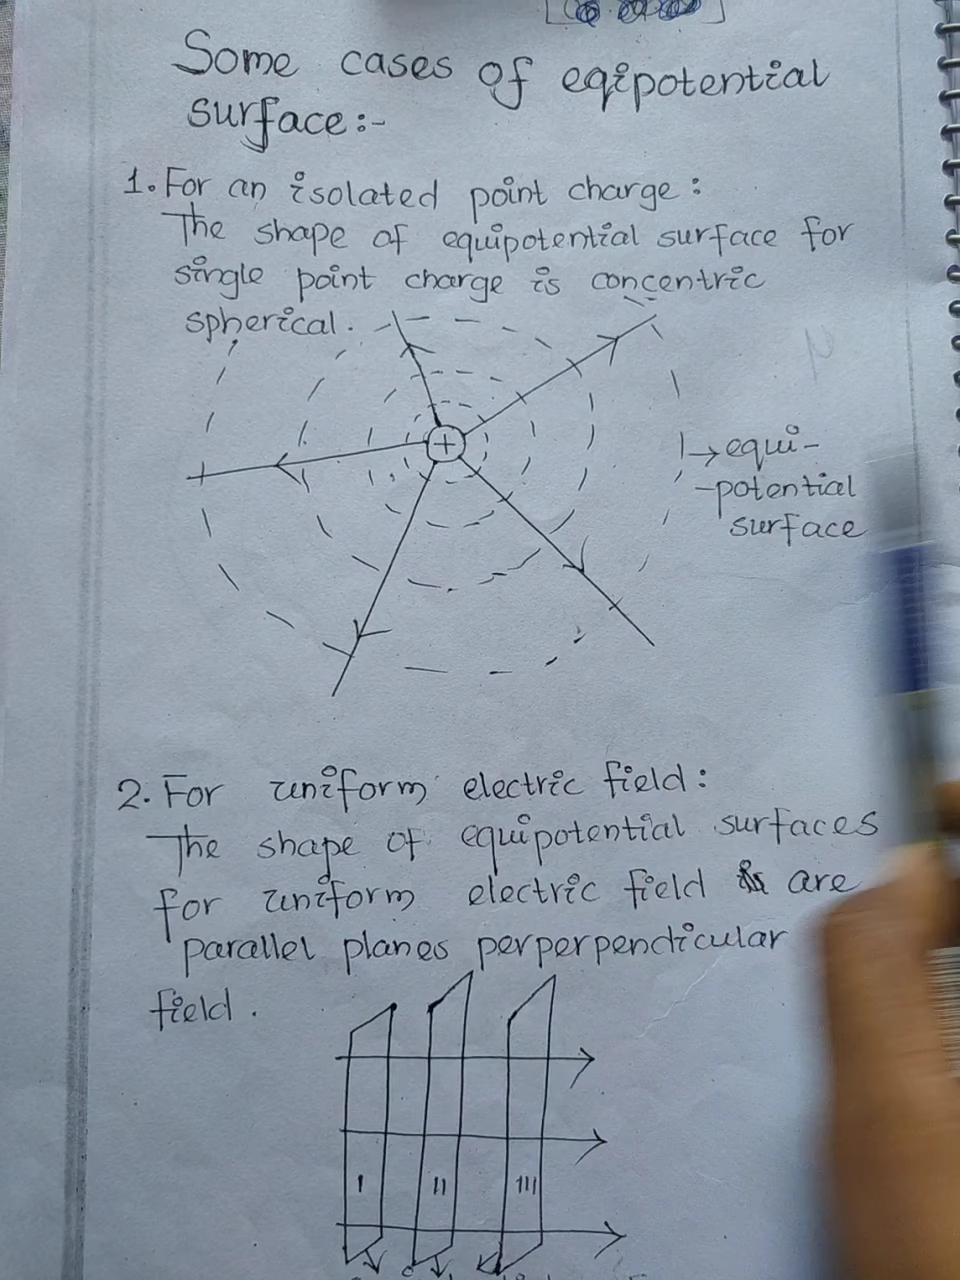 Some cases of eqipotential
surface:-
1. For an isolated point charge:
The shape of equipotential surface for
single point charge is concentric
spherical.
+
→ equi-
-potential
surface
2. For uniform electric field:
The shape of equipotential surfaces
for uniform electric field are
parallel planes perperpendicular
field.
I
II
III